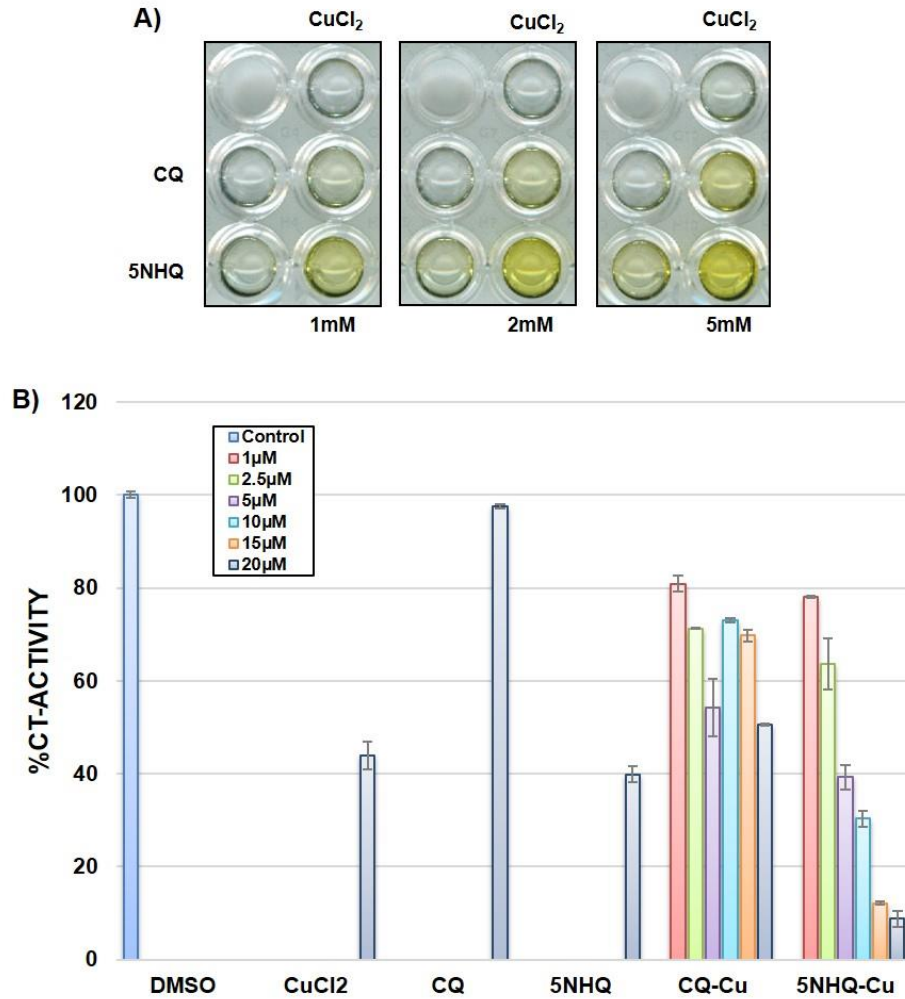 A)
CuCl2 CuCl2 CuCl2
CQ
5NHQ
1mM 2mM 5mM
B)
120
100
80
60
40
20
0
%CT-ACTIVITY
Control
1µM
2.5µM
5µM
10µM
15µM
20µM
DMSO CuCl2 CQ 5NHQ CQ-Cu 5NHQ-Cu